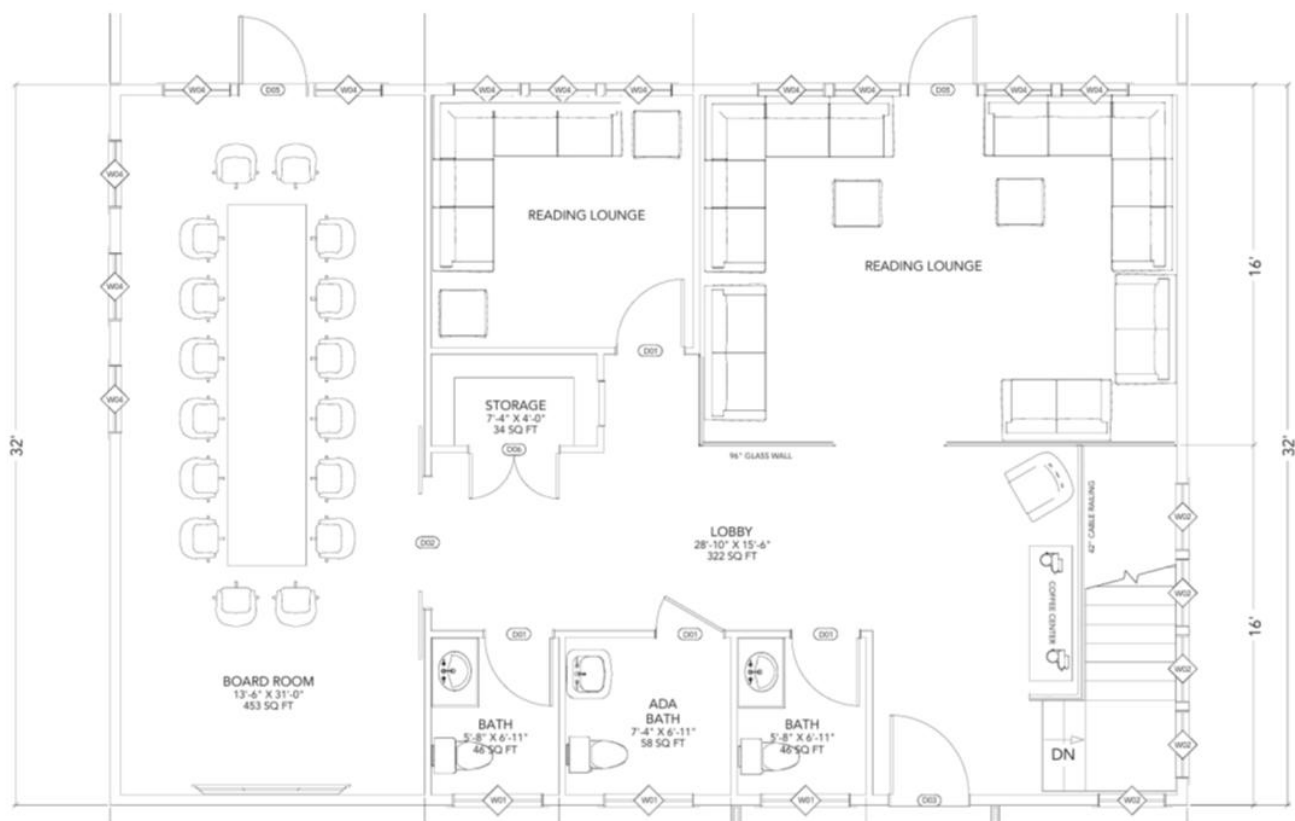 W04
D05
W04
W04
W04
W04
W04
W04
D05
W04
W04
W04
W04
W04
READING LOUNGE
READING LOUNGE
16'
D01
STORAGE
7'-4" X 4'-0"
34 SQ FT
D06
96" GLASS WALL
32'
32'
42" CABLE RAILING
D02
LOBBY
28'-10" X 15'-6"
322 SQ FT
W02
W02
W02
W02
COFFEE CENTER
16'
D01
D01
D01
BOARD ROOM
13'-6" X 31'-0"
453 SQ FT
BATH
5'-8" X 6'-11"
46 SQ FT
ADA
BATH
7'-4" X 6'-11"
58 SQ FT
BATH
5'-8" X 6'-11"
46 SQ FT
DN
W01
W01
W01
D03
W02